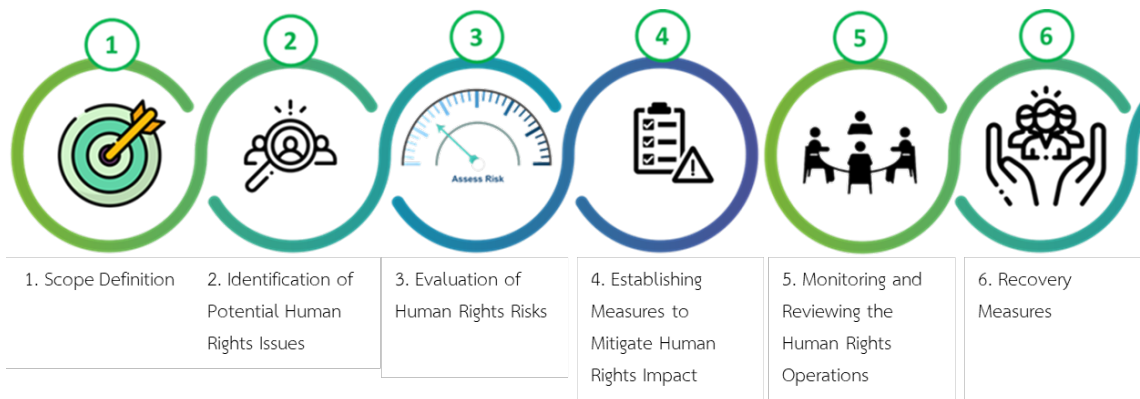 1
2
3
4
5
6
Assess Risk
1. Scope Definition
2. Identification of
Potential Human
Rights Issues
3. Evaluation of
Human Rights Risks
4. Establishing
Measures to
Mitigate Human
Rights Impact
5. Monitoring and
Reviewing the
Human Rights
Operations
6. Recovery
Measures